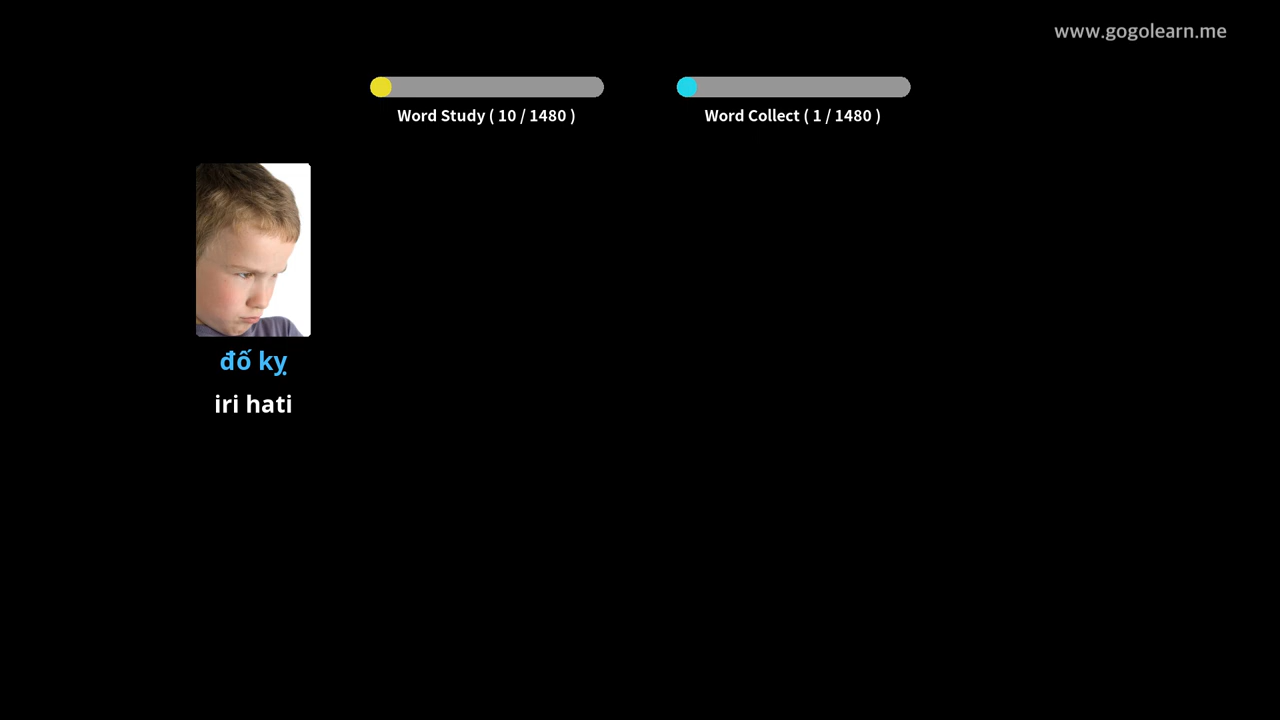 www.gogolearn.me
Word Study ( 10 / 1480 )
Word Collect ( 1 / 1480 )
đố kỵ
iri hati